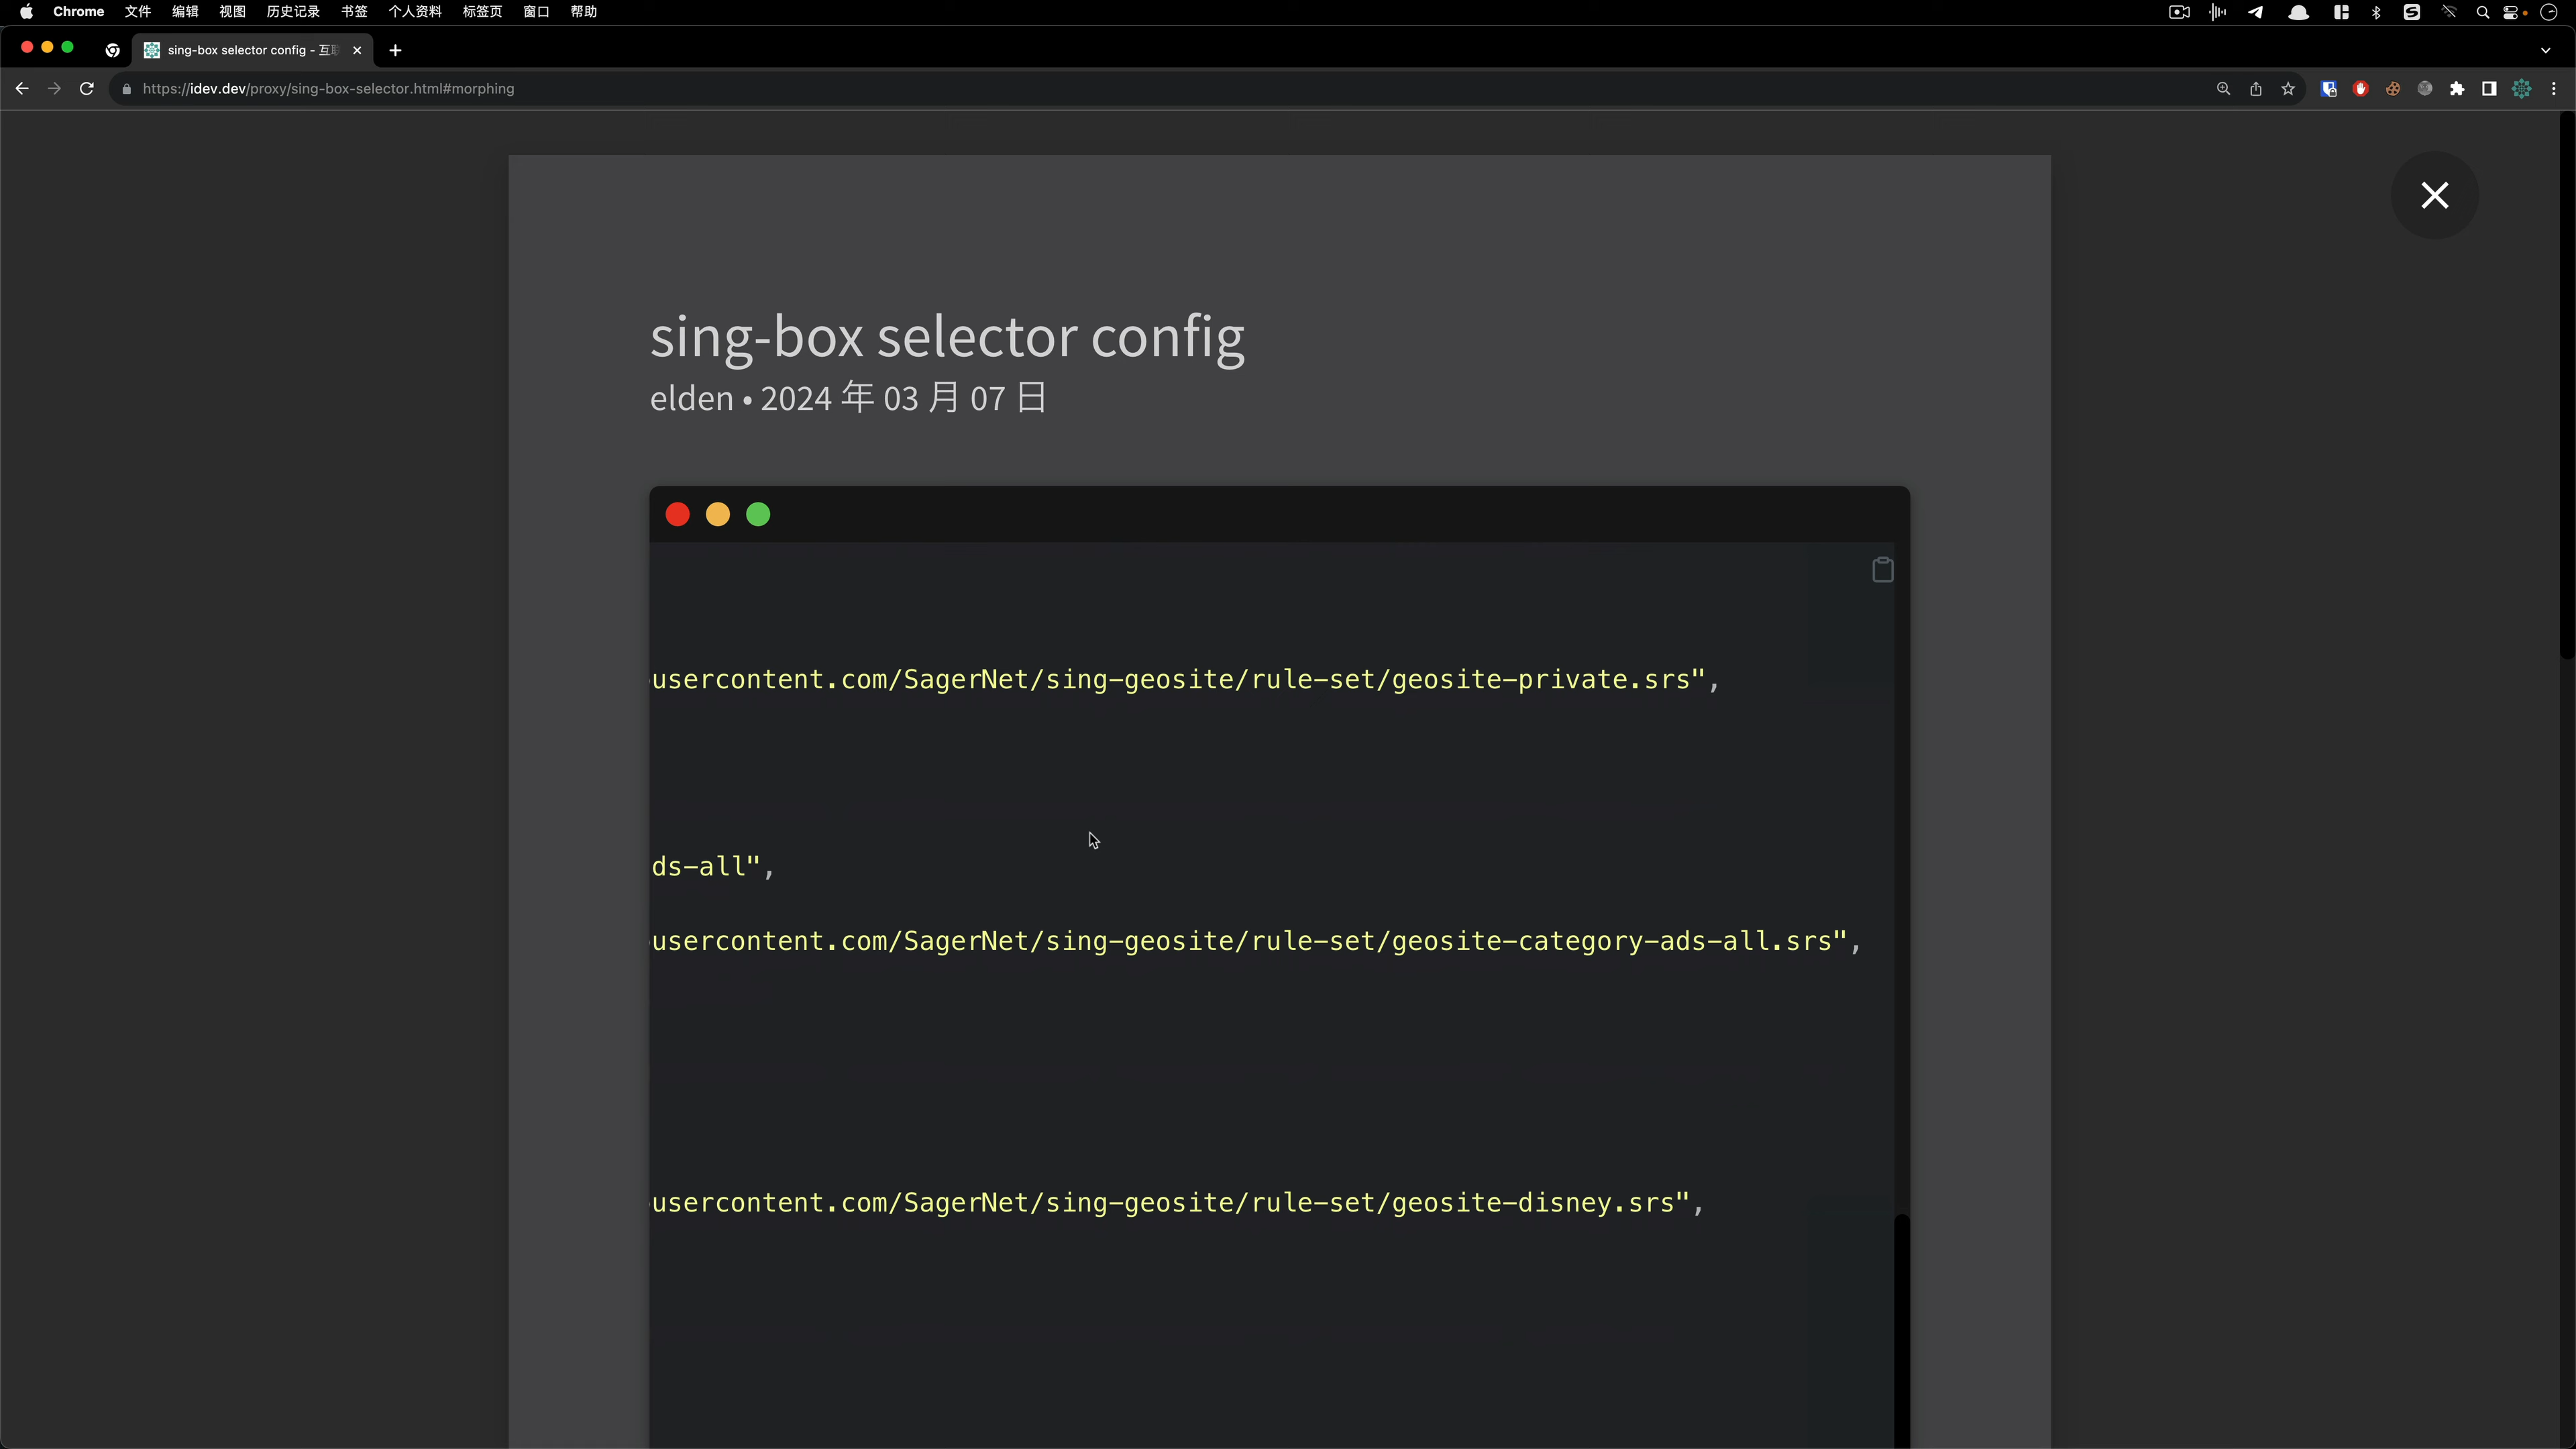 Chrome 文件 编辑 视图 历史记录 书签 个人资料 标签页 窗口 帮助
sing-box selector config - 互联
https://idev.dev/proxy/sing-box-selector.html#morphing
sing-box selector config
elden • 2024 年 03 月 07 日
usercontent.com/SagerNet/sing-geosite/rule-set/geosite-private.srs",
ds-all",
usercontent.com/SagerNet/sing-geosite/rule-set/geosite-category-ads-all.srs",
usercontent.com/SagerNet/sing-geosite/rule-set/geosite-disney.srs",